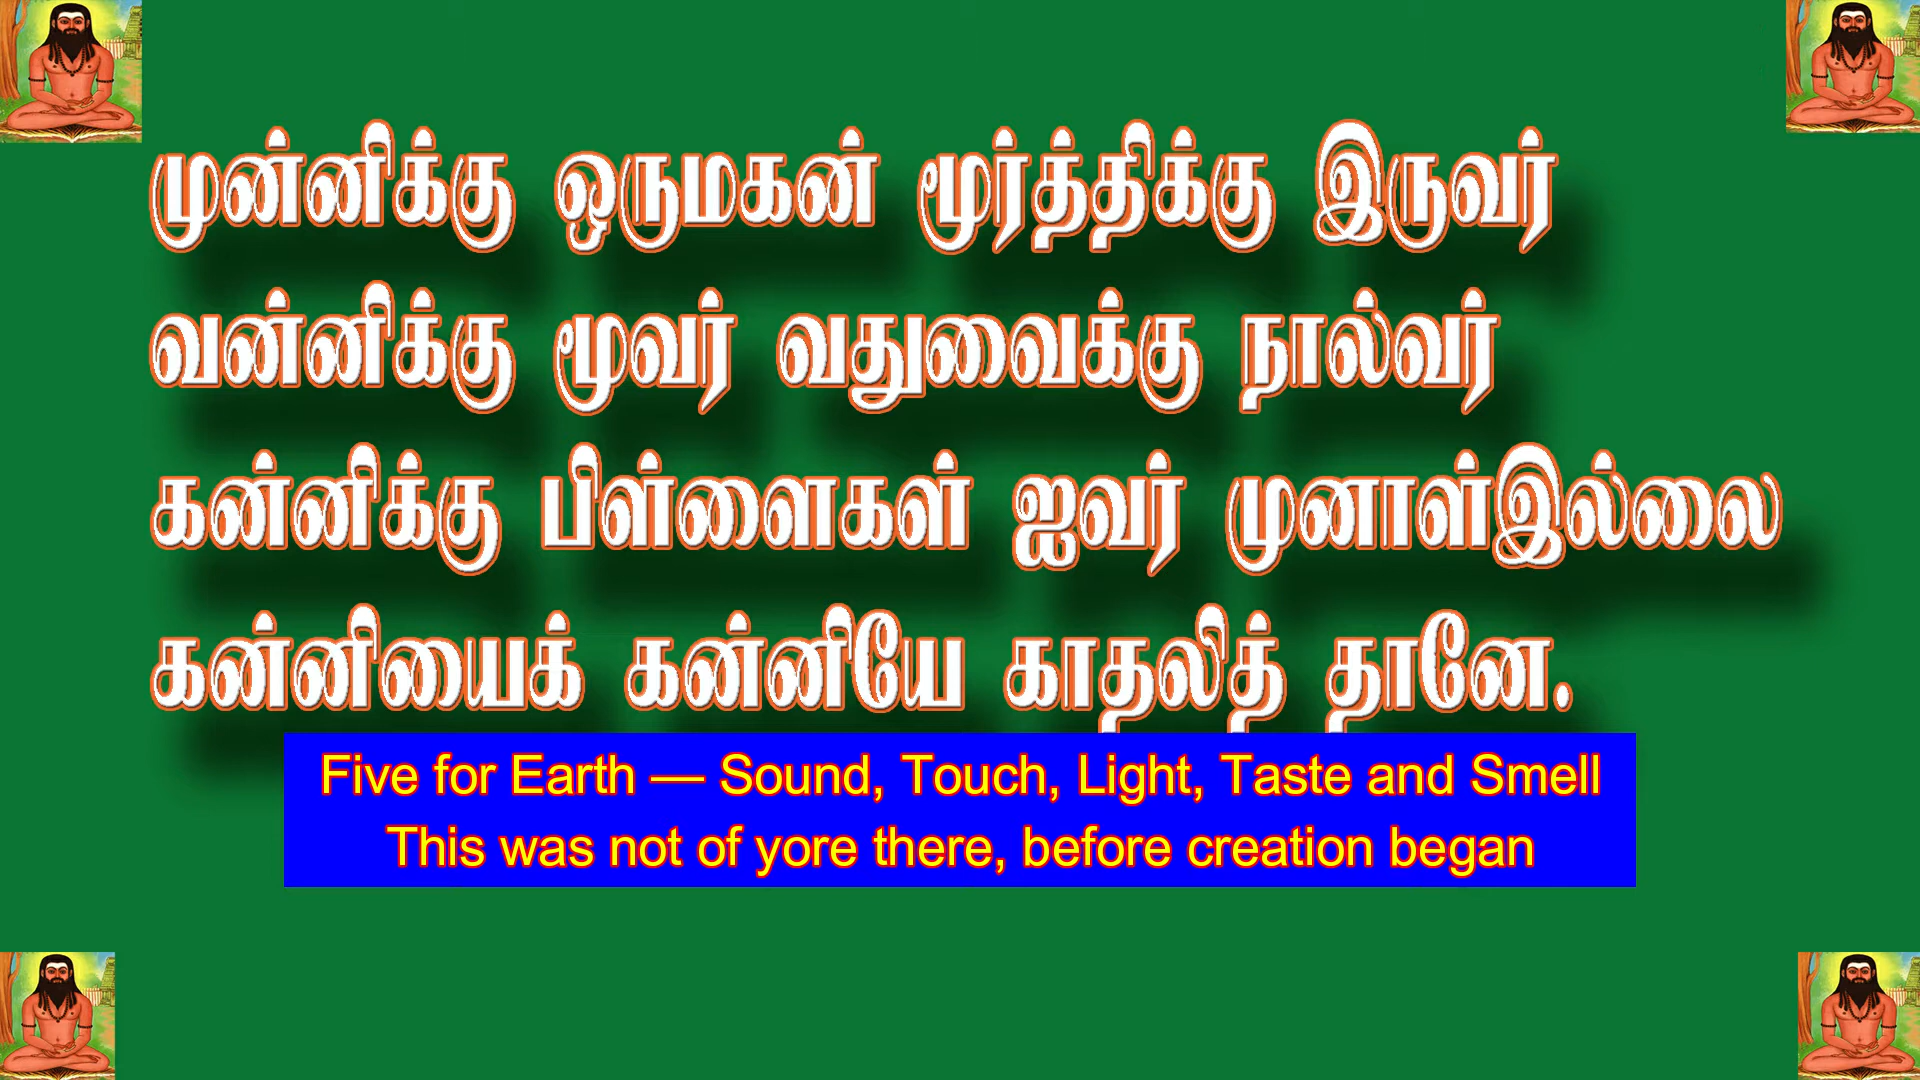 முன்னிக்கு ஒருமகன் மூர்த்திக்கு இருவர்
வன்னிக்கு மூவர் வதுவைக்கு நால்வர்
கன்னிக்கு பிள்ளைகள் ஐவர் முனாள்இல்லை
கன்னியைக் கன்னியே காதலித் தானே.
Five for Earth — Sound, Touch, Light, Taste and Smell
This was not of yore there, before creation began